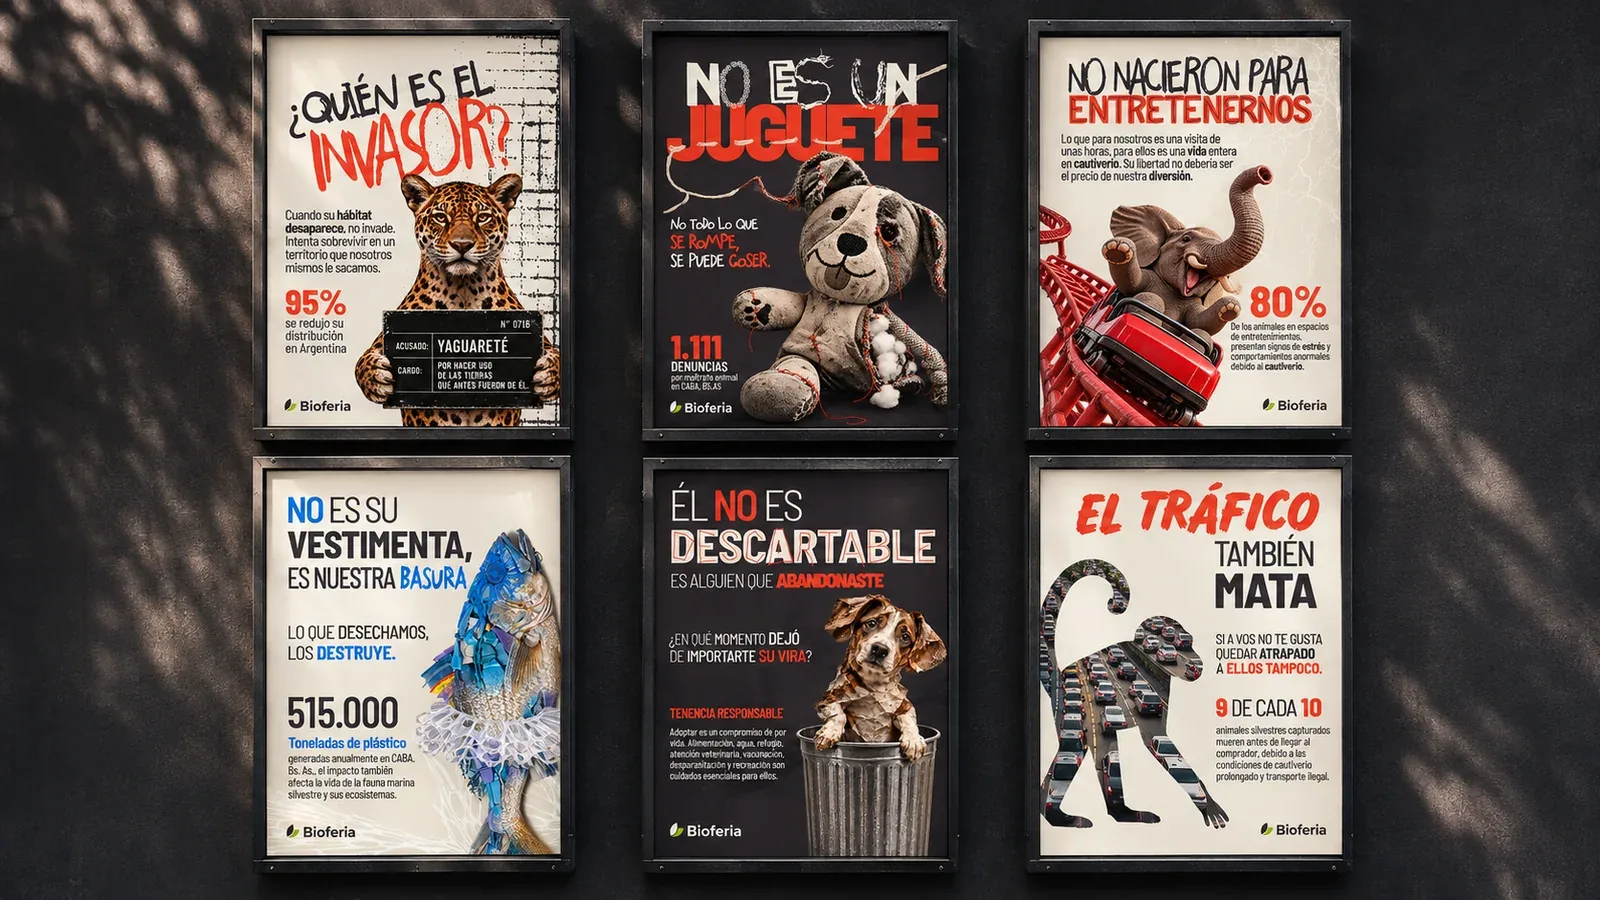 ¿QUIÉN ES EL
INVASOR?
Cuando su hábitat
desaparece, no invade.
Intenta sobrevivir en un
territorio que nosotros
mismos le sacamos.
95%
se redujo su
distribución
en Argentina
N° 0716
ACUSADO: YAGUARETÉ
CARGO: POR HACER USO
DE LAS TIERRAS
QUE ANTES FUERON DE ÉL.
Bioferia
NO ES UN
JUGUETE
NO TODO LO QUE
SE ROMPE,
SE PUEDE COSER.
1.111
DENUNCIAS
por maltrato animal
en CABA, BS.AS
Bioferia
NO NACIERON PARA
ENTRETENERNOS
Lo que para nosotros es una visita de
unas horas, para ellos es una vida entera
en cautiverio. Su libertad no debería ser
el precio de nuestra diversión.
80%
De los animales en espacios
de entretenimientos,
presentan signos de estrés y
comportamientos anormales
debido al cautiverio.
Bioferia
NO ES SU
VESTIMENTA,
ES NUESTRA BASURA
LO QUE DESECHAMOS,
LOS DESTRUYE.
515.000
Toneladas de plástico
generadas anualmente en CABA.
Bs. As., el impacto también
afecta la vida de la fauna marina
silvestre y sus ecosistemas.
Bioferia
ÉL NO ES
DESCARTABLE
ES ALGUIEN QUE ABANDONASTE
¿EN QUÉ MOMENTO DEJÓ
DE IMPORTARTE SU VIRA?
TENENCIA RESPONSABLE
Adoptar es un compromiso de por
vida. Alimentación, agua, refugio,
atención veterinaria, vacunación,
desparasitación y recreación son
cuidados esenciales para ellos.
Bioferia
EL TRÁFICO
TAMBIÉN
MATA
SI A VOS NO TE GUSTA
QUEDAR ATRAPADO
A ELLOS TAMPOCO.
9 DE CADA 10
animales silvestres capturados
mueren antes de llegar al
comprador, debido a las
condiciones de cautiverio
prolongado y transporte ilegal.
Bioferia